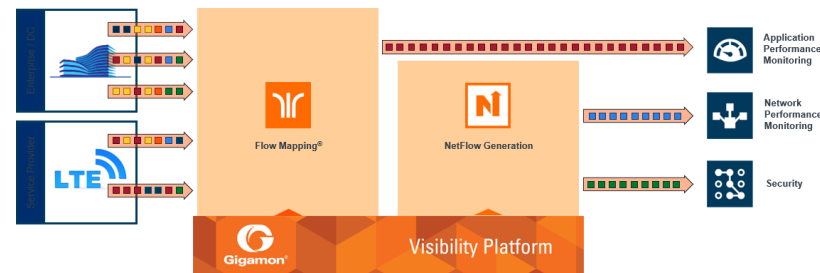 Enterprise / DC
LTE
Service Provider
Flow Mapping®
N
NetFlow Generation
Application
Performance
Monitoring
Network
Performance
Monitoring
Security
Gigamon®
Visibility Platform